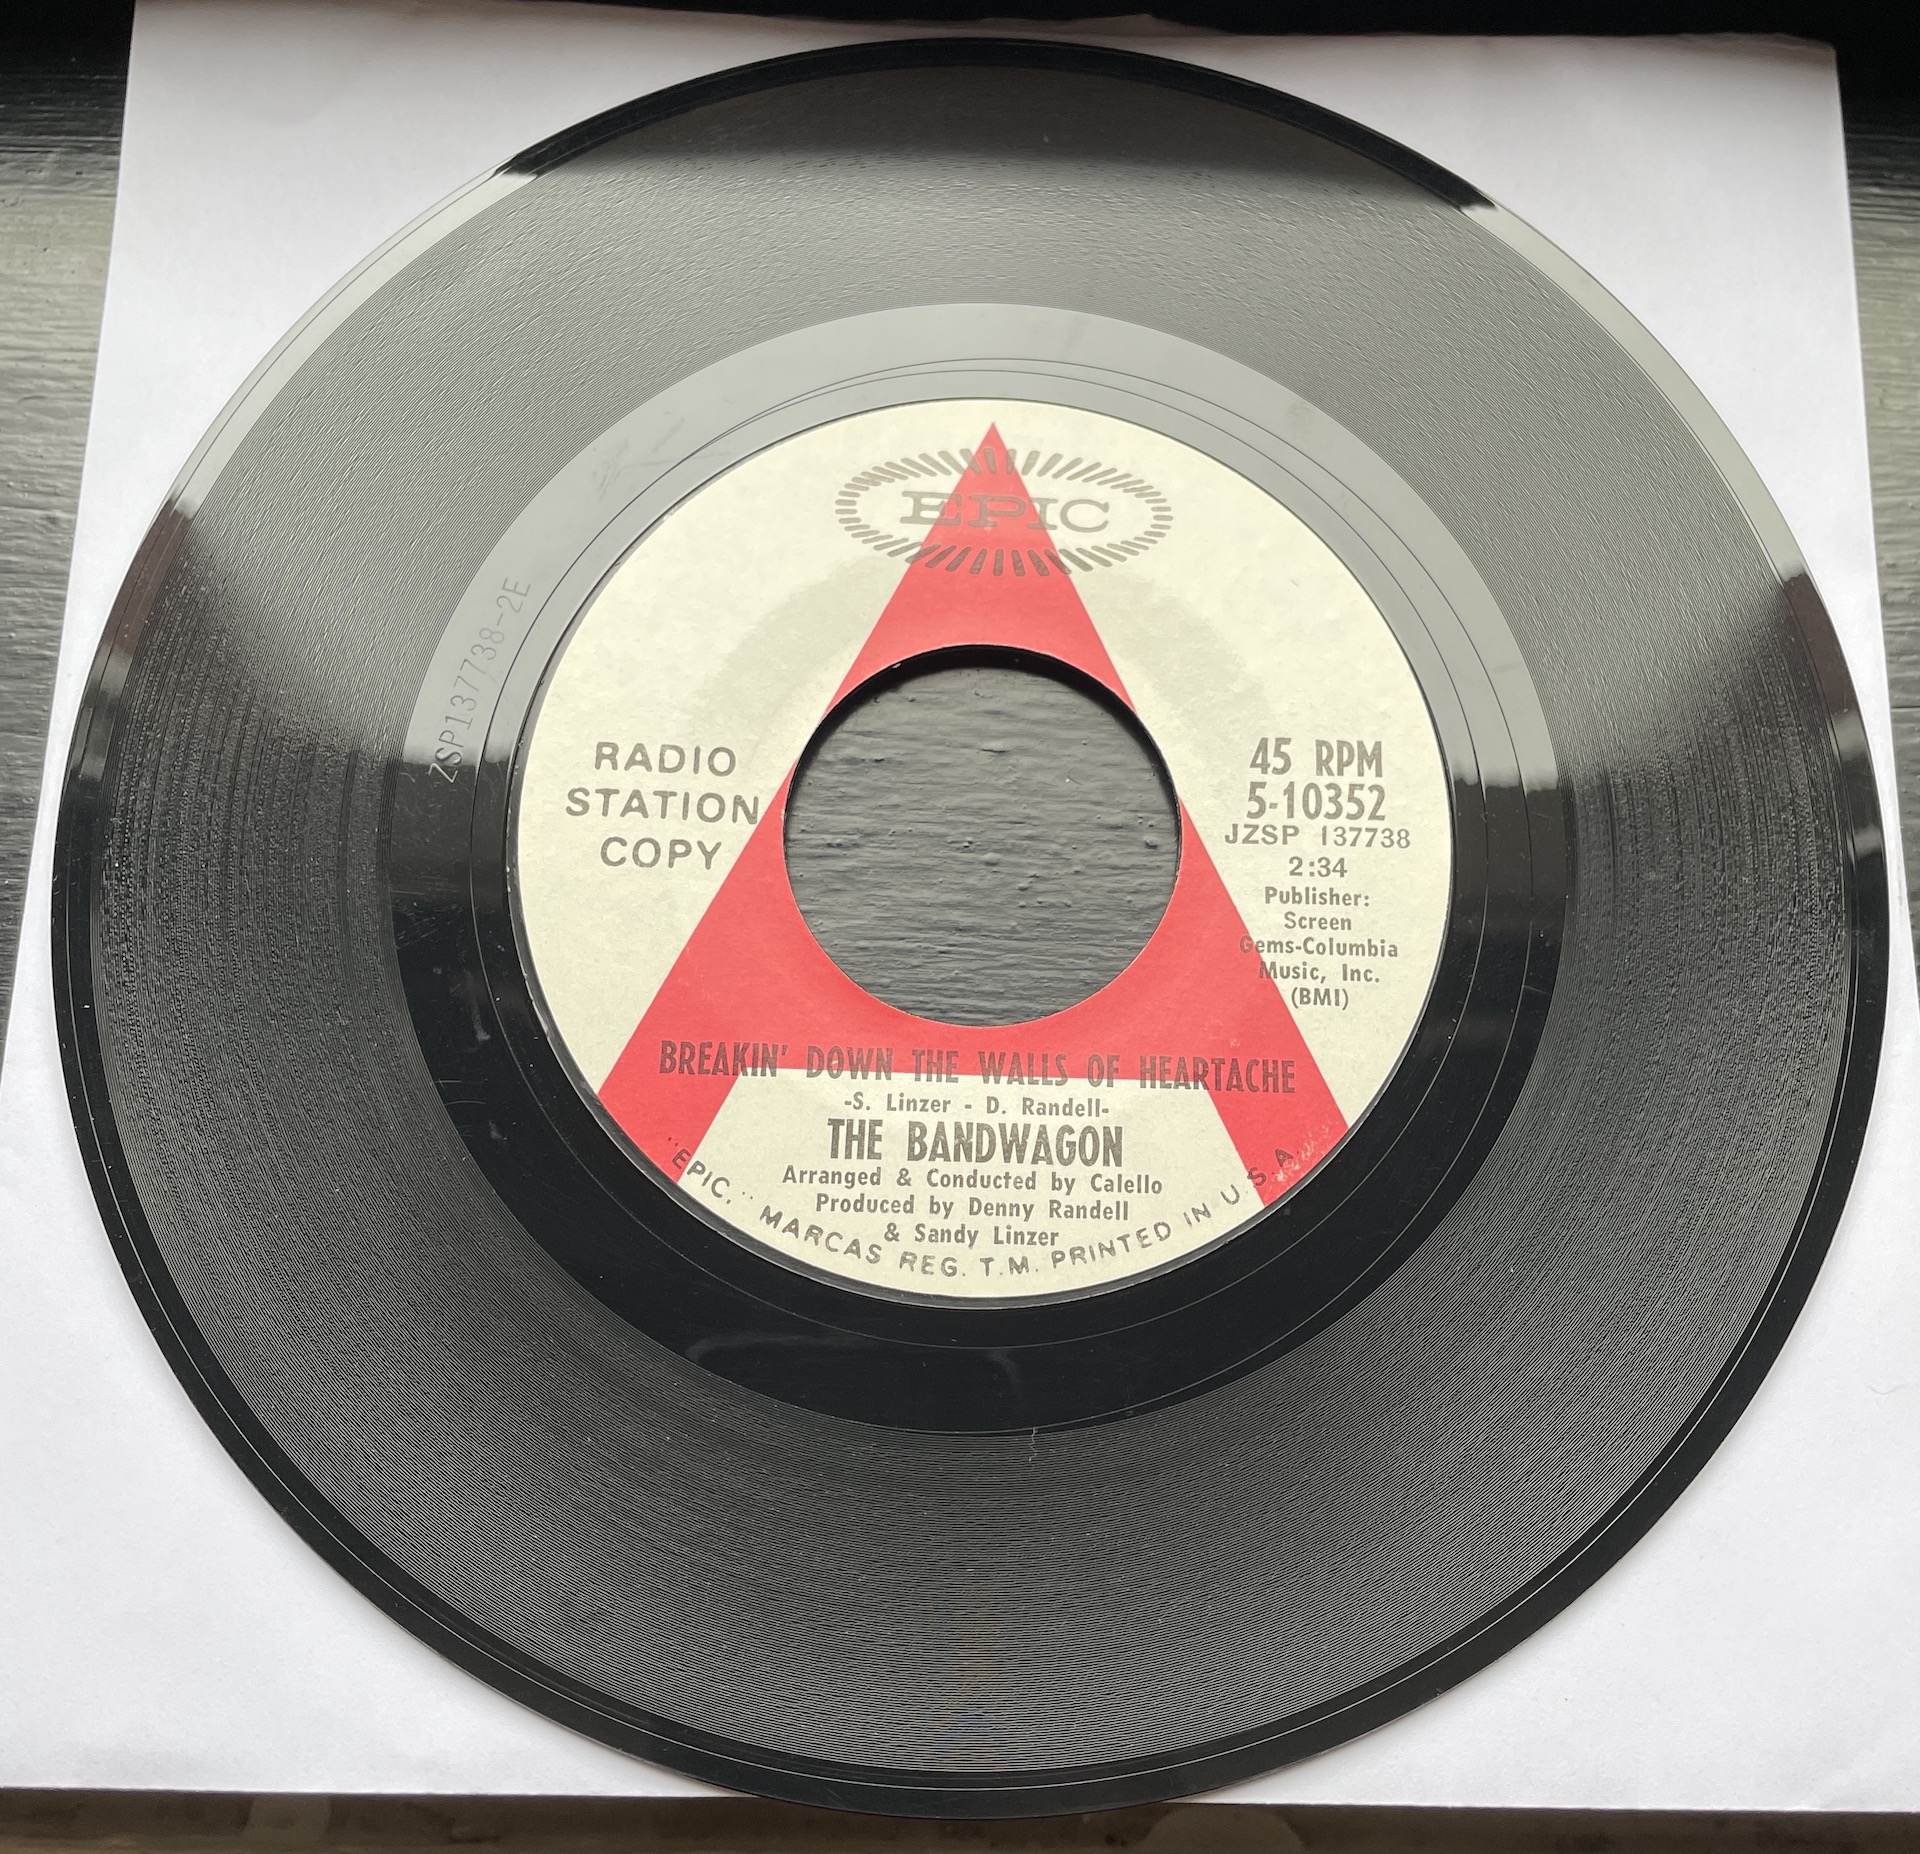 EPIC
RADIO
STATION
COPY
45 RPM
5-10352
JZSP 137738
2:34
Publisher:
Screen
Gems-Columbia
Music, Inc.
(BMI)
BREAKIN' DOWN THE WALLS OF HEARTACHE
-S. Linzer - D. Randell-
THE BANDWAGON
Arranged & Conducted by Calello
Produced by Denny Randell
& Sandy Linzer
"EPIC," MARCAS REG. T.M. PRINTED IN U.S.A.
ZSP137738-2E